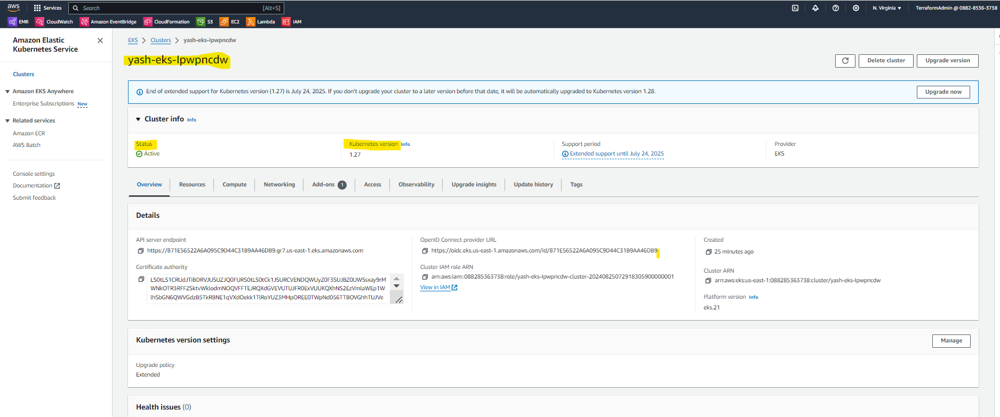 aws Services Search [Alt+S] N. Virginia TerraformAdmin @ 0882-8536-3738
EMR CloudWatch Amazon EventBridge CloudFormation S3 EC2 Lambda IAM
Amazon Elastic Kubernetes Service
Clusters
Amazon EKS Anywhere
Enterprise Subscriptions New
Related services
Amazon ECR
AWS Batch
Console settings
Documentation
Submit feedback
EKS Clusters yash-eks-Ipwpncdw
yash-eks-Ipwpncdw
Delete cluster Upgrade version
End of extended support for Kubernetes version (1.27) is July 24, 2025. If you don't upgrade your cluster to a later version before that date, it will be automatically upgraded to Kubernetes version 1.28.
Upgrade now
Cluster info Info
Status
Active
Kubernetes version Info
1.27
Support period
Extended support until July 24, 2025
Provider
EKS
Overview Resources Compute Networking Add-ons 1 Access Observability Upgrade insights Update history Tags
Details
API server endpoint
https://871E56522A6A095C9D44C31B9AA46DB9.gr7.us-east-1.eks.amazonaws.com
Certificate authority
OpenID Connect provider URL
https://oidc.eks.us-east-1.amazonaws.com/id/871E56522A6A095C9D44C31B9AA46DB9
Cluster IAM role ARN
arn:aws:iam::088285363738:role/yash-eks-Ipwpncdw-cluster-20240825072918305900000001
View in IAM
Created
25 minutes ago
Cluster ARN
arn:aws:eks:us-east-1:088285363738:cluster/yash-eks-Ipwpncdw
Platform version Info
eks.21
Kubernetes version settings
Manage
Upgrade policy
Extended
Health issues (0)